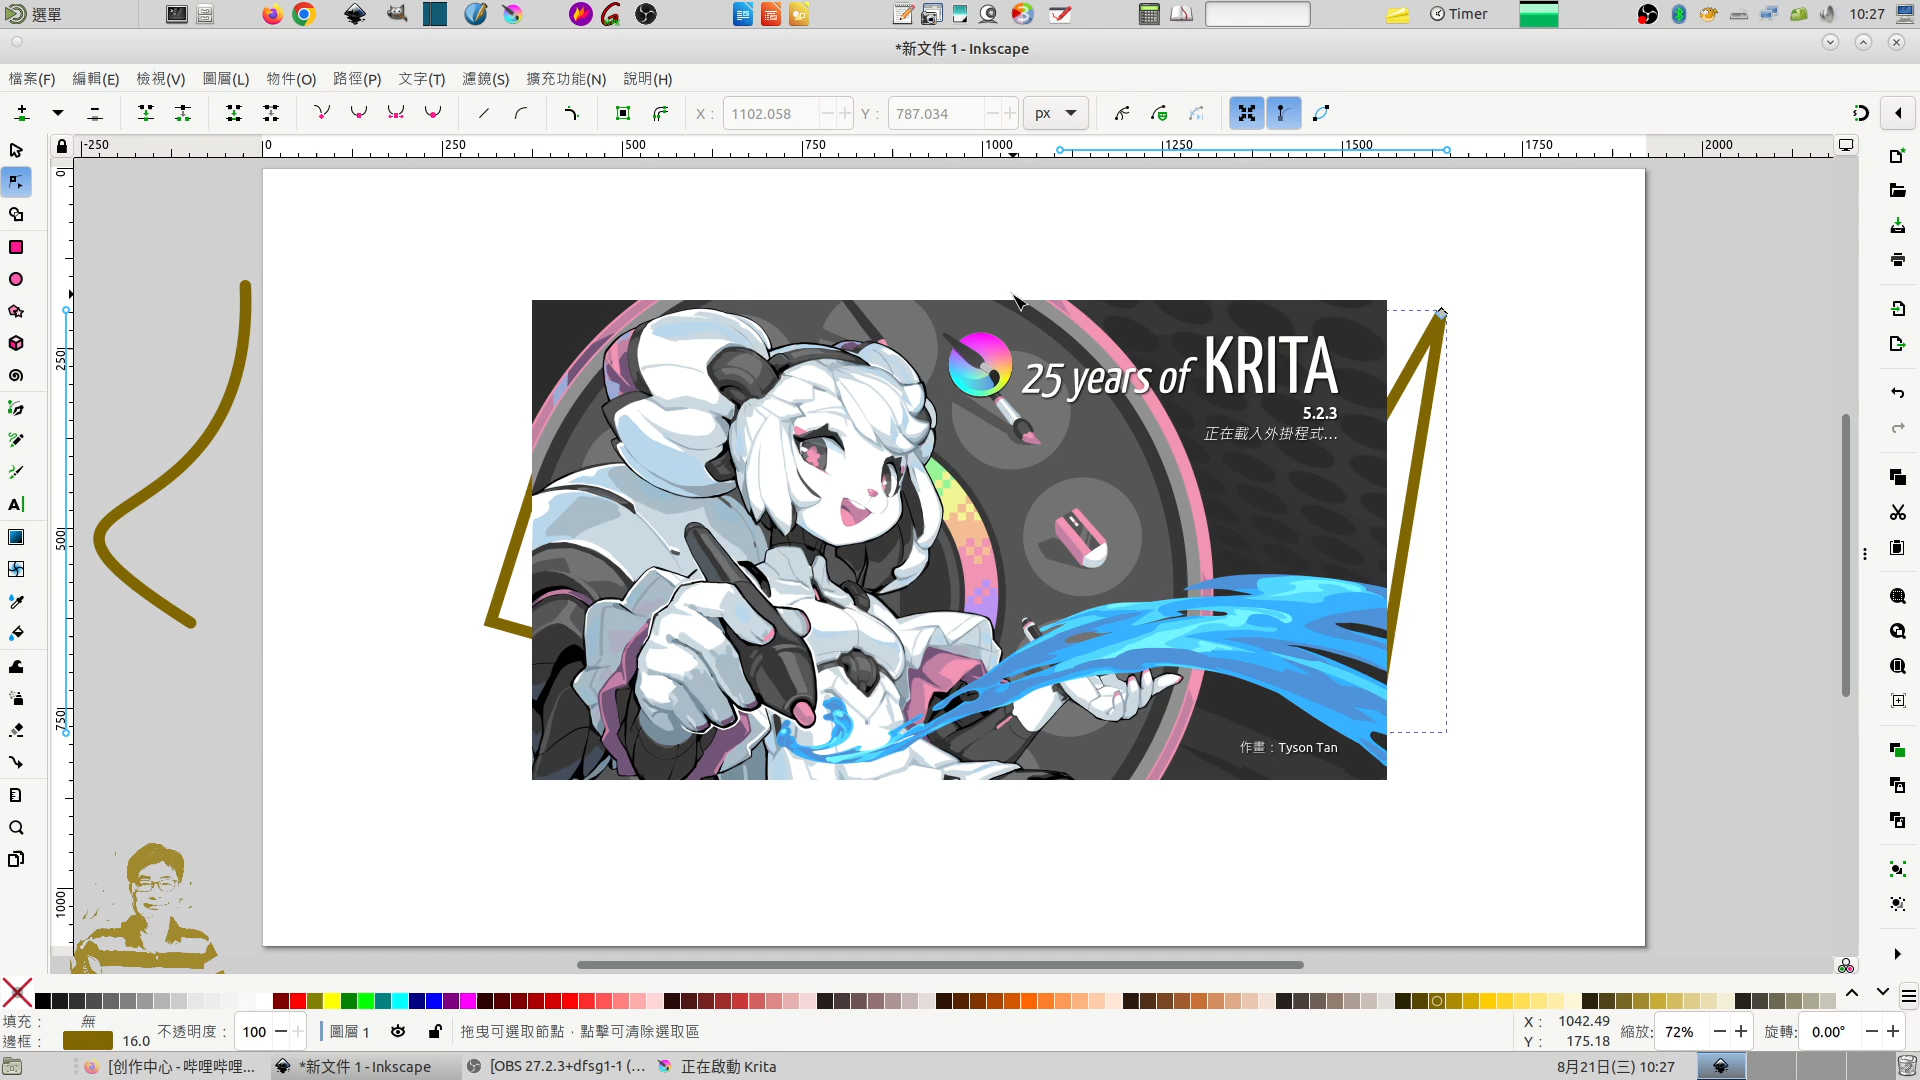 選單
Timer
10:27
*新文件 1 - Inkscape
檔案(F) 編輯(E) 檢視(V) 圖層(L) 物件(O) 路徑(P) 文字(T) 濾鏡(S) 擴充功能(N) 說明(H)
X : 1102.058 Y : 787.034 px
-250 0 250 500 750 1000 1250 1500 1750 2000
0
250
500
750
1000
25 years of KRITA
5.2.3
正在載入外掛程式...
作畫：Tyson Tan
填充 : 無
邊框 : 16.0
不透明度 : 100
圖層 1
拖曳可選取節點，點擊可清除選取區
X : 1042.49
Y : 175.18
縮放: 72%
旋轉: 0.00°
[创作中心 - 哔哩哔哩...
*新文件 1 - Inkscape
[OBS 27.2.3+dfsg1-1 (...
正在啟動 Krita
8月21日(三) 10:27